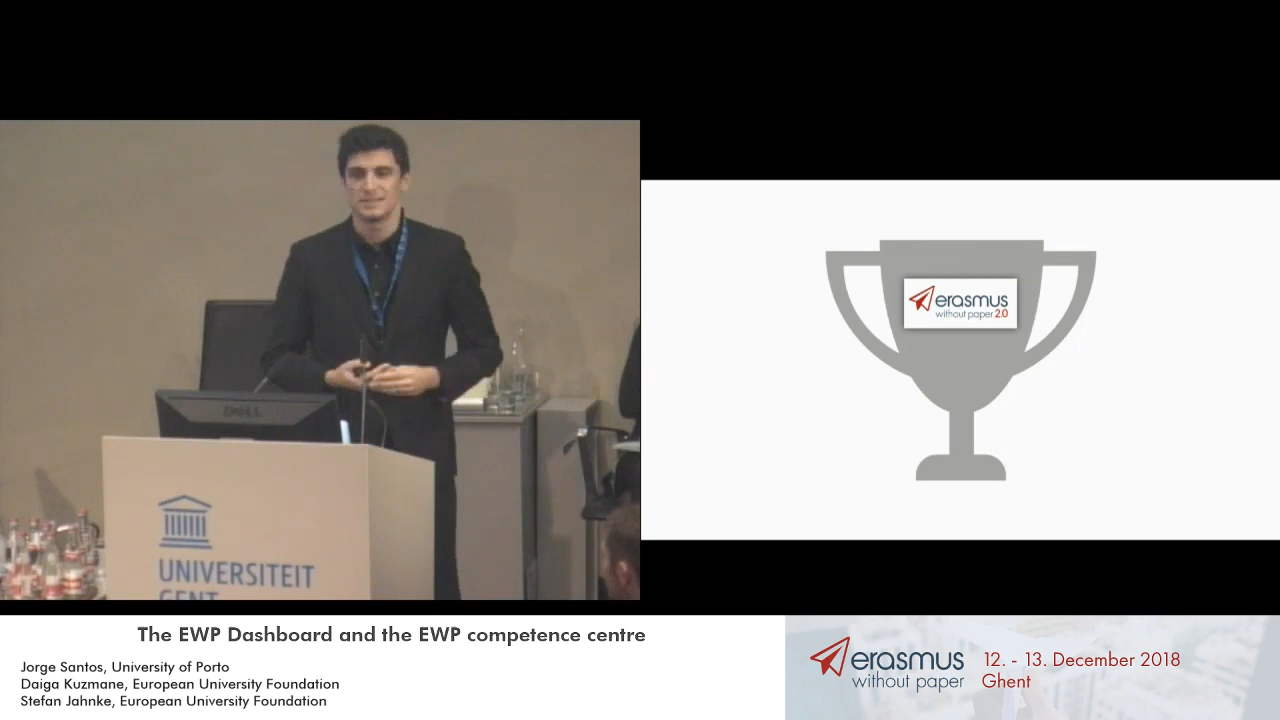 DELL
UNIVERSITEIT
GENT
erasmus
without paper 2.0
The EWP Dashboard and the EWP competence centre
Jorge Santos, University of Porto
Daiga Kuzmane, European University Foundation
Stefan Jahnke, European University Foundation
erasmus
without paper
12. - 13. December 2018
Ghent